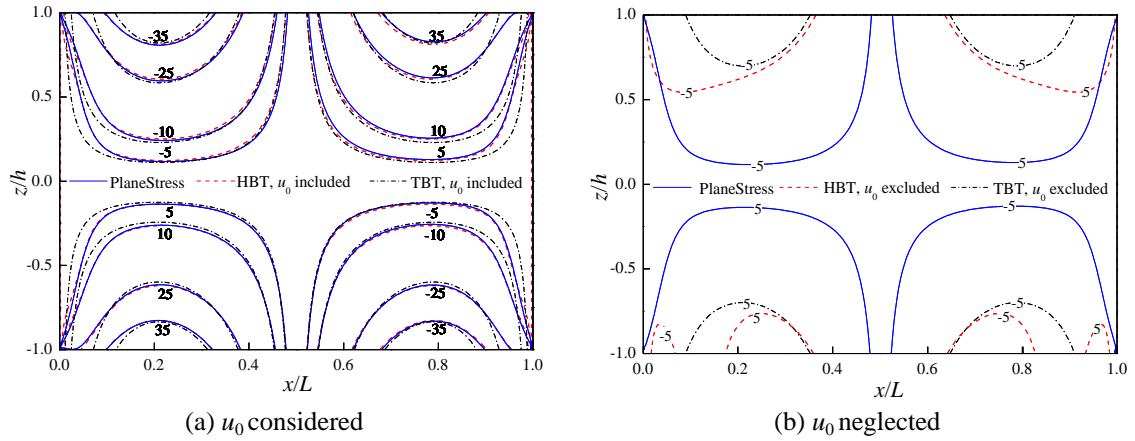 1.0
-35 35
-25 25
0.5
-10 10
-5 5
z/h
0.0
PlaneStress HBT, u0 included TBT, u0 included
5 -5
10 -10
-0.5
25 -25
35 -35
-1.0
0.0 0.2 0.4 0.6 0.8 1.0
x/L
(a) u0 considered
1.0
-5 5
-5 5
0.5
-5 5
z/h
0.0
PlaneStress HBT, u0 excluded TBT, u0 excluded
5 -5
-0.5
5 -5
5 -5
-5 5
-1.0
0.0 0.2 0.4 0.6 0.8 1.0
x/L
(b) u0 neglected